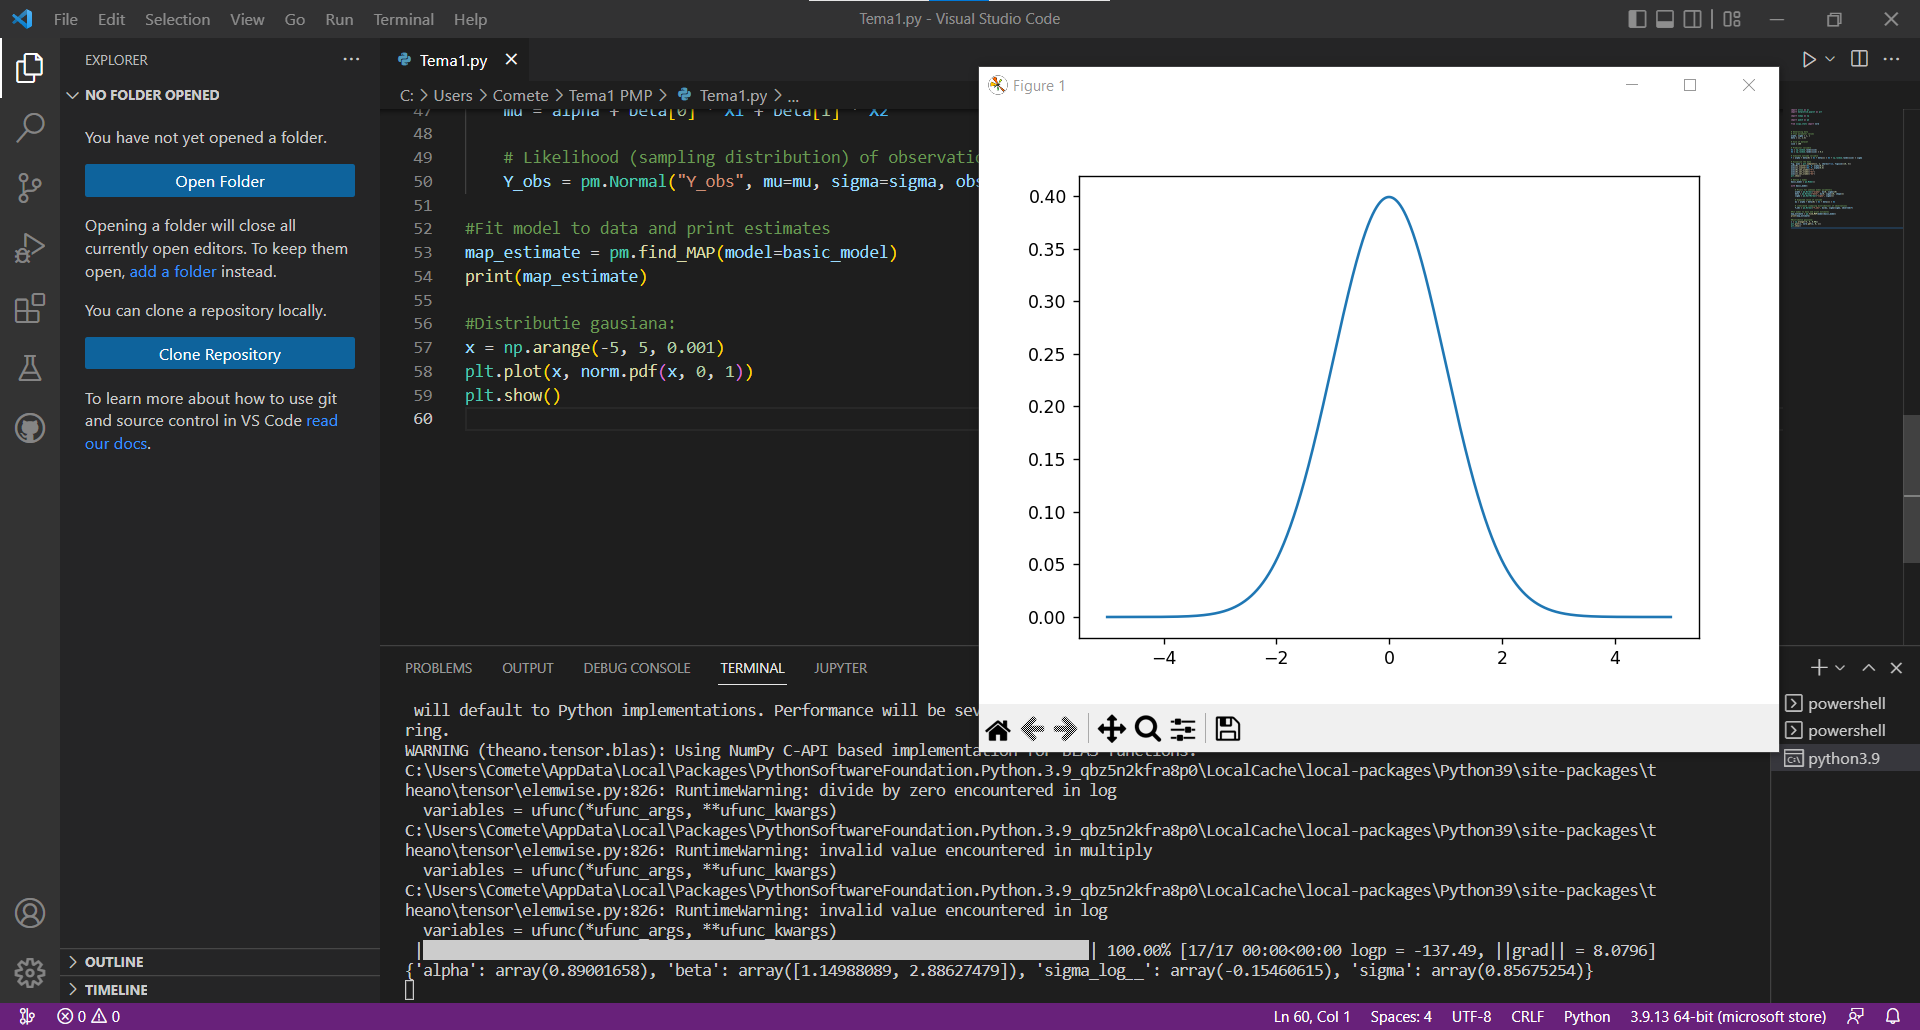 File Edit Selection View Go Run Terminal Help
Tema1.py - Visual Studio Code
EXPLORER
NO FOLDER OPENED
You have not yet opened a folder.
Open Folder
Opening a folder will close all
currently open editors. To keep them
open, add a folder instead.
You can clone a repository locally.
Clone Repository
To learn more about how to use git
and source control in VS Code read
our docs.
OUTLINE
TIMELINE
Tema1.py
C: > Users > Comete > Tema1 PMP > Tema1.py > ...
47 mu = alpha + beta[0] * X1 + beta[1] * X2
48
49 # Likelihood (sampling distribution) of observatio
50 Y_obs = pm.Normal("Y_obs", mu=mu, sigma=sigma, obs
51
52 #Fit model to data and print estimates
53 map_estimate = pm.find_MAP(model=basic_model)
54 print(map_estimate)
55
56 #Distributie gausiana:
57 x = np.arange(-5, 5, 0.001)
58 plt.plot(x, norm.pdf(x, 0, 1))
59 plt.show()
60
Figure 1
0.40
0.35
0.30
0.25
0.20
0.15
0.10
0.05
0.00
−4 −2 0 2 4
PROBLEMS OUTPUT DEBUG CONSOLE TERMINAL JUPYTER
will default to Python implementations. Performance will be sev
ring.
WARNING (theano.tensor.blas): Using NumPy C-API based implementation for BLAS functions.
C:\Users\Comete\AppData\Local\Packages\PythonSoftwareFoundation.Python.3.9_qbz5n2kfra8p0\LocalCache\local-packages\Python39\site-packages\t
heano\tensor\elemwise.py:826: RuntimeWarning: divide by zero encountered in log
variables = ufunc(*ufunc_args, **ufunc_kwargs)
C:\Users\Comete\AppData\Local\Packages\PythonSoftwareFoundation.Python.3.9_qbz5n2kfra8p0\LocalCache\local-packages\Python39\site-packages\t
heano\tensor\elemwise.py:826: RuntimeWarning: invalid value encountered in multiply
variables = ufunc(*ufunc_args, **ufunc_kwargs)
C:\Users\Comete\AppData\Local\Packages\PythonSoftwareFoundation.Python.3.9_qbz5n2kfra8p0\LocalCache\local-packages\Python39\site-packages\t
heano\tensor\elemwise.py:826: RuntimeWarning: invalid value encountered in log
variables = ufunc(*ufunc_args, **ufunc_kwargs)
| | 100.00% [17/17 00:00<00:00 logp = -137.49, ||grad|| = 8.0796]
{'alpha': array(0.89001658), 'beta': array([1.14988089, 2.88627479]), 'sigma_log__': array(-0.15460615), 'sigma': array(0.85675254)}
powershell
powershell
python3.9
0 0
Ln 60, Col 1 Spaces: 4 UTF-8 CRLF Python 3.9.13 64-bit (microsoft store)